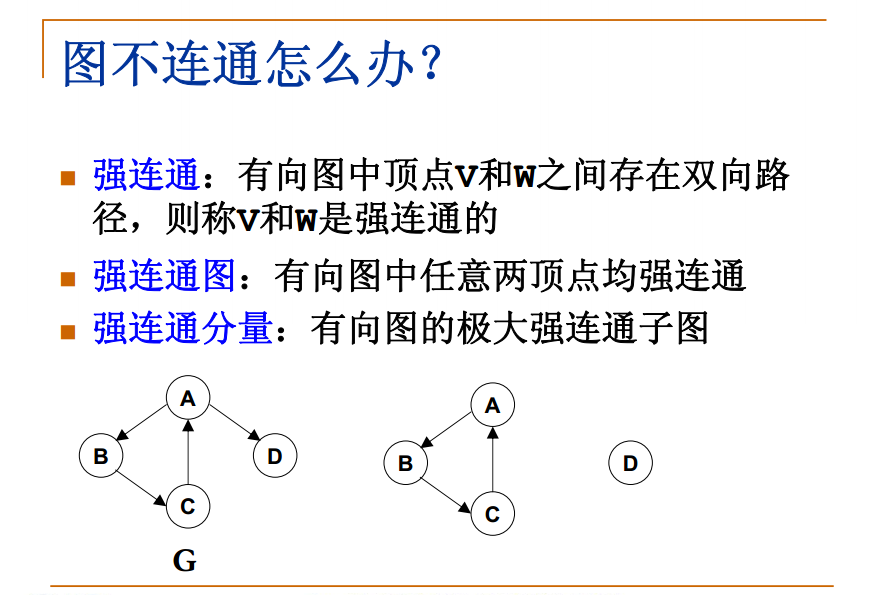 图不连通怎么办？
强连通：有向图中顶点V和W之间存在双向路
径，则称V和W是强连通的
强连通图：有向图中任意两顶点均强连通
强连通分量：有向图的极大强连通子图
A
B
D
C
G
A
B
D
C